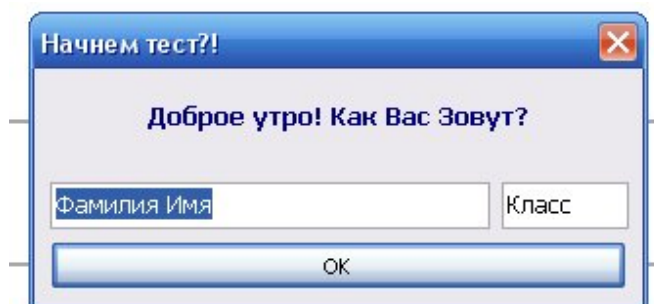 Начнем тест?!
Доброе утро! Как Вас Зовут?
Фамилия Имя Класс
OK